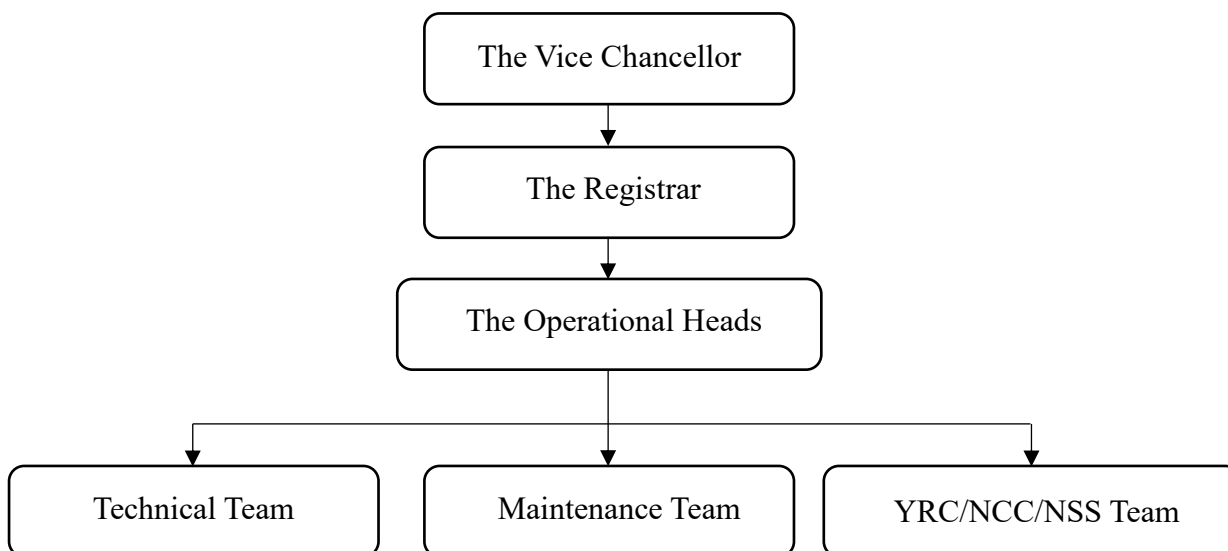 The Vice Chancellor
The Registrar
The Operational Heads
Technical Team
Maintenance Team
YRC/NCC/NSS Team